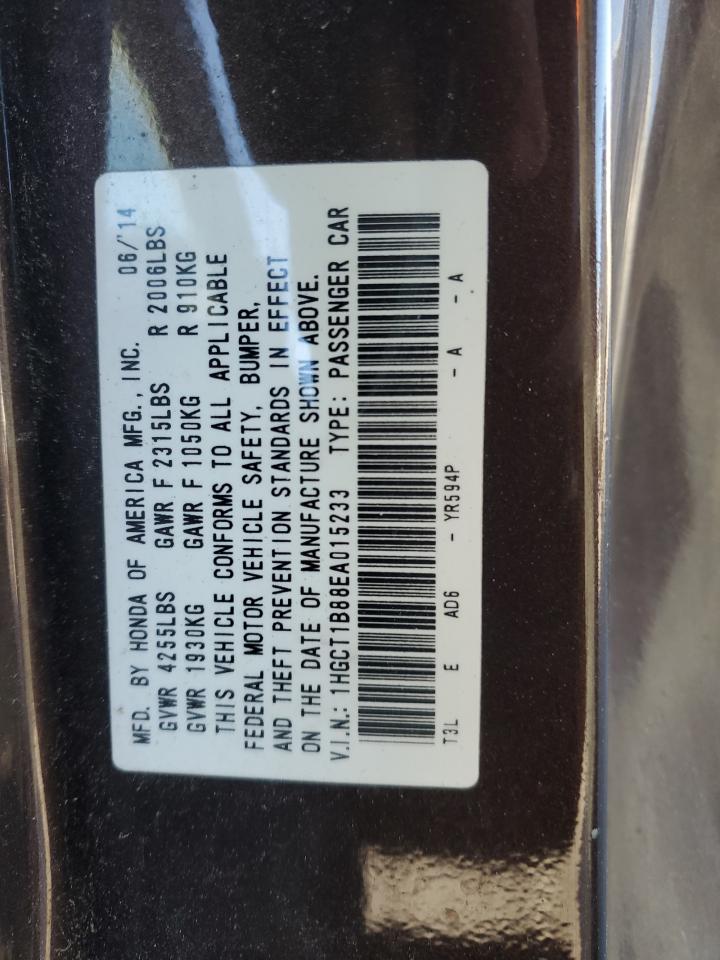 MFD. BY HONDA OF AMERICA MFG., INC. 06/'14
GVWR 4255LBS GAWR F 2315LBS R 2006LBS
GVWR 1930KG GAWR F 1050KG R 910KG
THIS VEHICLE CONFORMS TO ALL APPLICABLE
FEDERAL MOTOR VEHICLE SAFETY, BUMPER,
AND THEFT PREVENTION STANDARDS IN EFFECT
ON THE DATE OF MANUFACTURE SHOWN ABOVE.
V.I.N.: 1HGCT1B88EA015233 TYPE: PASSENGER CAR
T3L E AD6 - YR594P - A - A